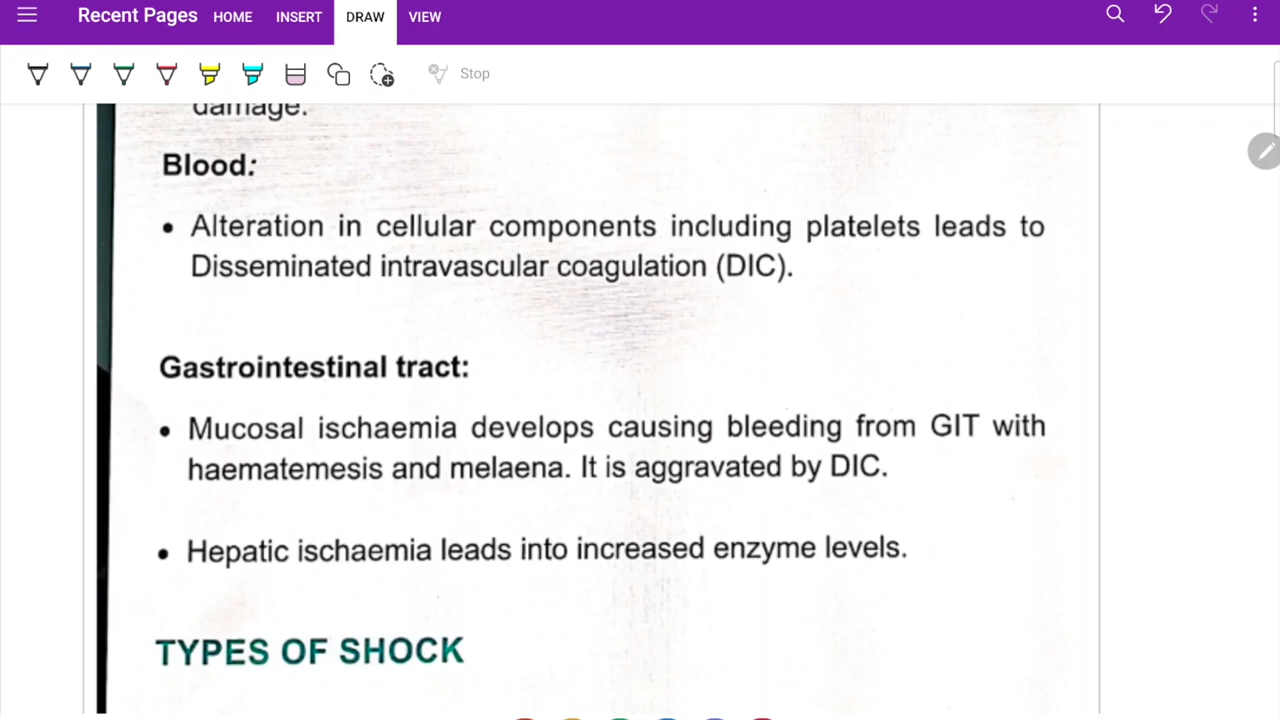 Recent Pages HOME INSERT DRAW VIEW
Stop
damage.
Blood:
• Alteration in cellular components including platelets leads to
Disseminated intravascular coagulation (DIC).
Gastrointestinal tract:
• Mucosal ischaemia develops causing bleeding from GIT with
haematemesis and melaena. It is aggravated by DIC.
• Hepatic ischaemia leads into increased enzyme levels.
TYPES OF SHOCK